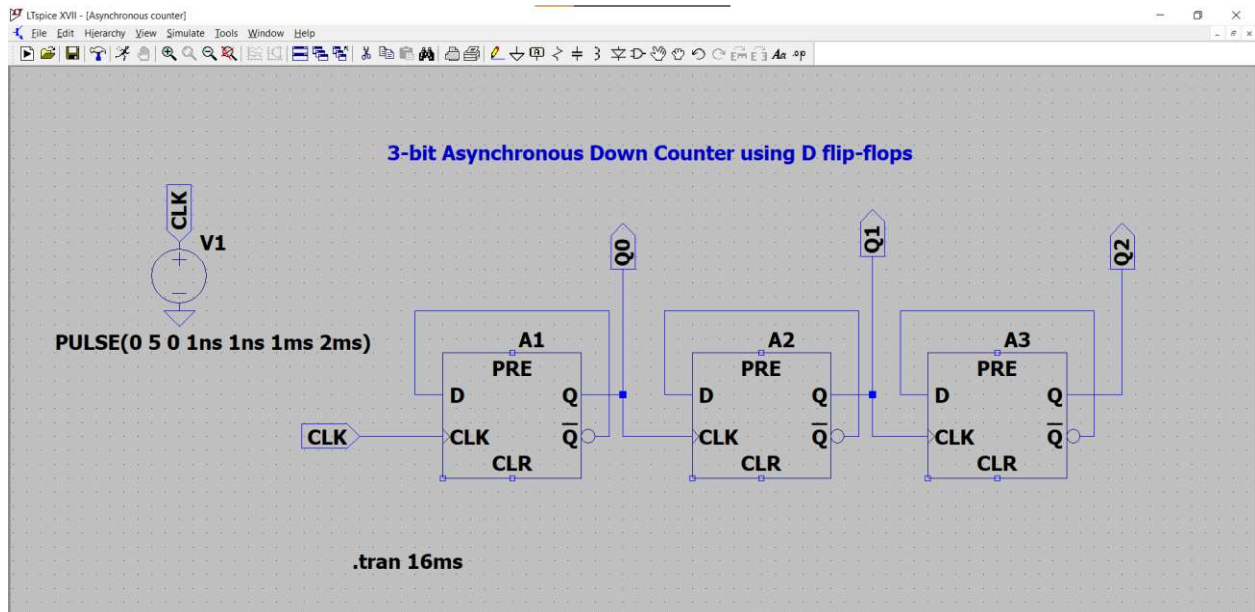 LTspice XVII - [Asynchronous counter]
File Edit Hierarchy View Simulate Tools Window Help
Aa .op
3-bit Asynchronous Down Counter using D flip-flops
CLK
V1
PULSE(0 5 0 1ns 1ns 1ms 2ms)
Q0
Q1
Q2
A1
PRE
D
Q
CLK
CLK
Q̅
CLR
A2
PRE
D
Q
CLK
Q̅
CLR
A3
PRE
D
Q
CLK
Q̅
CLR
.tran 16ms